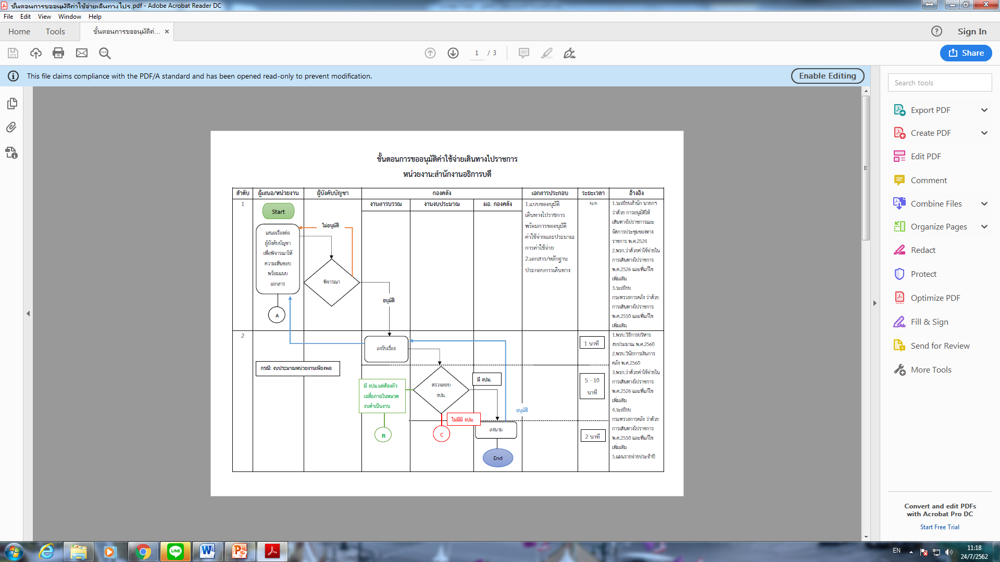 ขั้นตอนการขออนุมัติค่าใช้จ่ายเดินทางไปร.pdf - Adobe Acrobat Reader DC
File Edit View Window Help
Home Tools ขั้นตอนการขออนุมัติค่... × Sign In
1 / 3
Share
This file claims compliance with the PDF/A standard and has been opened read-only to prevent modification.
Enable Editing
ขั้นตอนการขออนุมัติค่าใช้จ่ายเดินทางไปราชการ
หน่วยงาน:สำนักงานอธิการบดี
ลำดับ ผู้เสนอ/หน่วยงาน ผู้บังคับบัญชา กองคลัง เอกสารประกอบ ระยะเวลา อ้างอิง
งานสารบรรณ งานงบประมาณ ผอ. กองคลัง
1
Start
เสนอเรื่องต่อ
ผู้บังคับบัญชา
เพื่อพิจารณาให้
ความเห็นชอบ
พร้อมแนบ
เอกสาร
A
ไม่อนุมัติ
พิจารณา
อนุมัติ
1.แบบขออนุมัติ
เดินทางไปราชการ
พร้อมการขออนุมัติ
ค่าใช้จ่ายและประมาณ
การค่าใช้จ่าย
2.เอกสาร/หลักฐาน
ประกอบการเดินทาง
N/A
1.ระเบียบสำนัก นายกฯ
ว่าด้วย การอนุมัติให้
เดินทางไปราชการและ
จัดการประชุมของทาง
ราชการ พ.ศ.2524
2.พรก.ว่าด้วยค่าใช้จ่ายใน
การเดินทางไปราชการ
พ.ศ.2526 และที่แก้ไข
เพิ่มเติม
3.ระเบียบ
กระทรวงการคลัง ว่าด้วย
การเดินทางไปราชการ
พ.ศ.2550 และที่แก้ไข
เพิ่มเติม
2
กรณี: งบประมาณหน่วยงานเพียงพอ
ลงรับเรื่อง
มี งปม.แต่ต้องถัว
เฉลี่ยภายในหมวด
งบดำเนินงาน
B
ตรวจสอบ
งปม.
มี งปม.
ไม่มีมี งปม.
C
อนุมัติ
ลงนาม
End
1 นาที
5 - 10
นาที
2 นาที
1.พรบ.วิธีการบริหาร
งบประมาณ พ.ศ.2560
2.พรบ.วินัยการเงินการ
คลัง พ.ศ.2560
3.พรก.ว่าด้วยค่าใช้จ่ายใน
การเดินทางไปราชการ
พ.ศ.2526 และที่แก้ไข
เพิ่มเติม
4.ระเบียบ
กระทรวงการคลัง ว่าด้วย
การเดินทางไปราชการ
พ.ศ.2550 และที่แก้ไข
เพิ่มเติม
5.แผนรายจ่ายประจำปี
Search tools
Export PDF
Create PDF
Edit PDF
Comment
Combine Files
Organize Pages
Redact
Protect
Optimize PDF
Fill & Sign
Send for Review
More Tools
Convert and edit PDFs
with Acrobat Pro DC
Start Free Trial
LINE
EN
11:18
24/7/2562